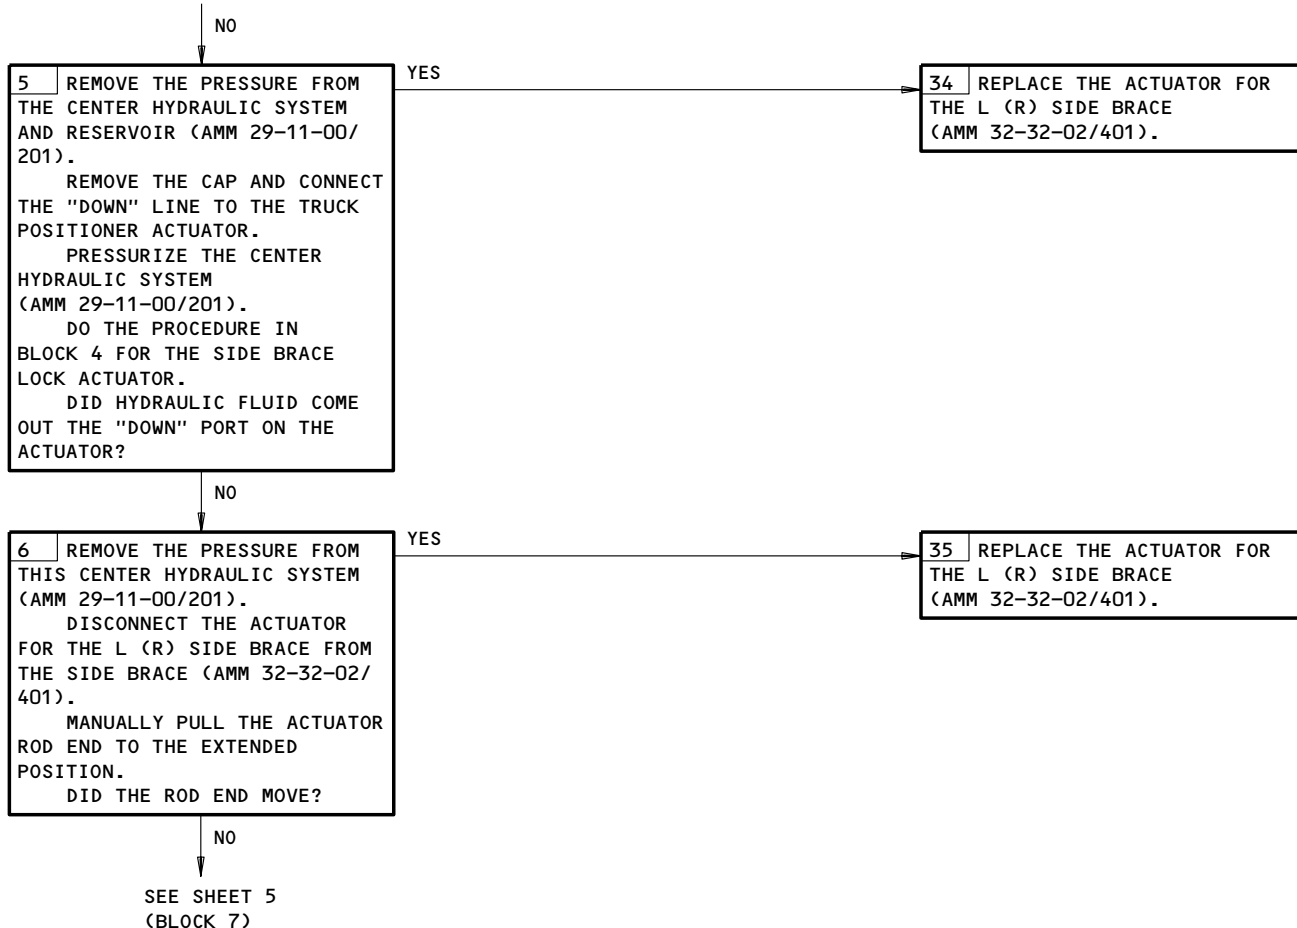 NO
5 REMOVE THE PRESSURE FROM
THE CENTER HYDRAULIC SYSTEM
AND RESERVOIR (AMM 29-11-00/
201).
REMOVE THE CAP AND CONNECT
THE "DOWN" LINE TO THE TRUCK
POSITIONER ACTUATOR.
PRESSURIZE THE CENTER
HYDRAULIC SYSTEM
(AMM 29-11-00/201).
DO THE PROCEDURE IN
BLOCK 4 FOR THE SIDE BRACE
LOCK ACTUATOR.
DID HYDRAULIC FLUID COME
OUT THE "DOWN" PORT ON THE
ACTUATOR?
YES
34 REPLACE THE ACTUATOR FOR
THE L (R) SIDE BRACE
(AMM 32-32-02/401).
NO
6 REMOVE THE PRESSURE FROM
THIS CENTER HYDRAULIC SYSTEM
(AMM 29-11-00/201).
DISCONNECT THE ACTUATOR
FOR THE L (R) SIDE BRACE FROM
THE SIDE BRACE (AMM 32-32-02/
401).
MANUALLY PULL THE ACTUATOR
ROD END TO THE EXTENDED
POSITION.
DID THE ROD END MOVE?
YES
35 REPLACE THE ACTUATOR FOR
THE L (R) SIDE BRACE
(AMM 32-32-02/401).
NO
SEE SHEET 5
(BLOCK 7)